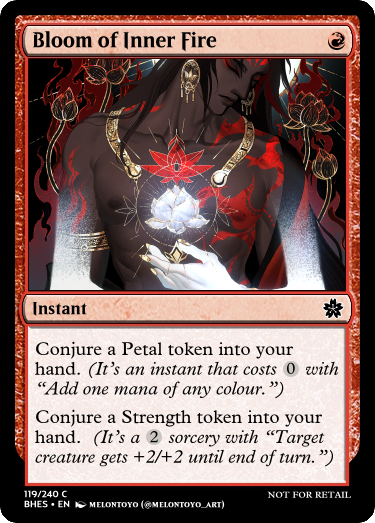 Bloom of Inner Fire
Instant
Conjure a Petal token into your
hand. (It's an instant that costs 0 with
“Add one mana of any colour.”)
Conjure a Strength token into your
hand.  (It's a 2 sorcery with “Target
creature gets +2/+2 until end of turn.”)
119/240 C
BHES • EN MELONTOYO (@MELONTOYO_ART)
NOT FOR RETAIL